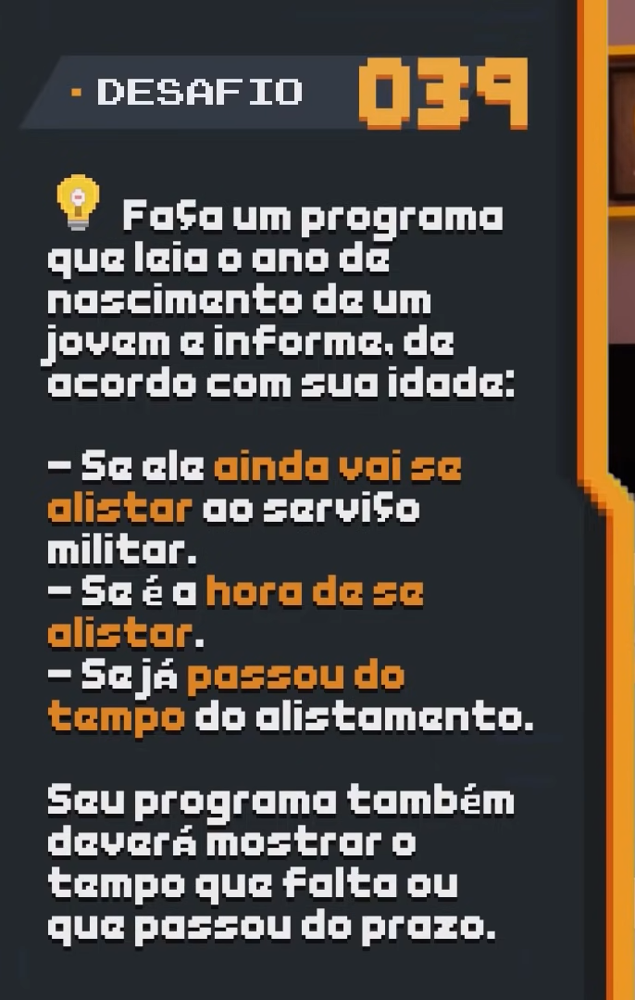 DESAFIO 039
Faça um programa
que leia o ano de
nascimento de um
jovem e informe, de
acordo com sua idade:
- Se ele ainda vai se
alistar ao serviço
militar.
- Se é a hora de se
alistar.
- Se já passou do
tempo do alistamento.
Seu programa também
deverá mostrar o
tempo que falta ou
que passou do prazo.